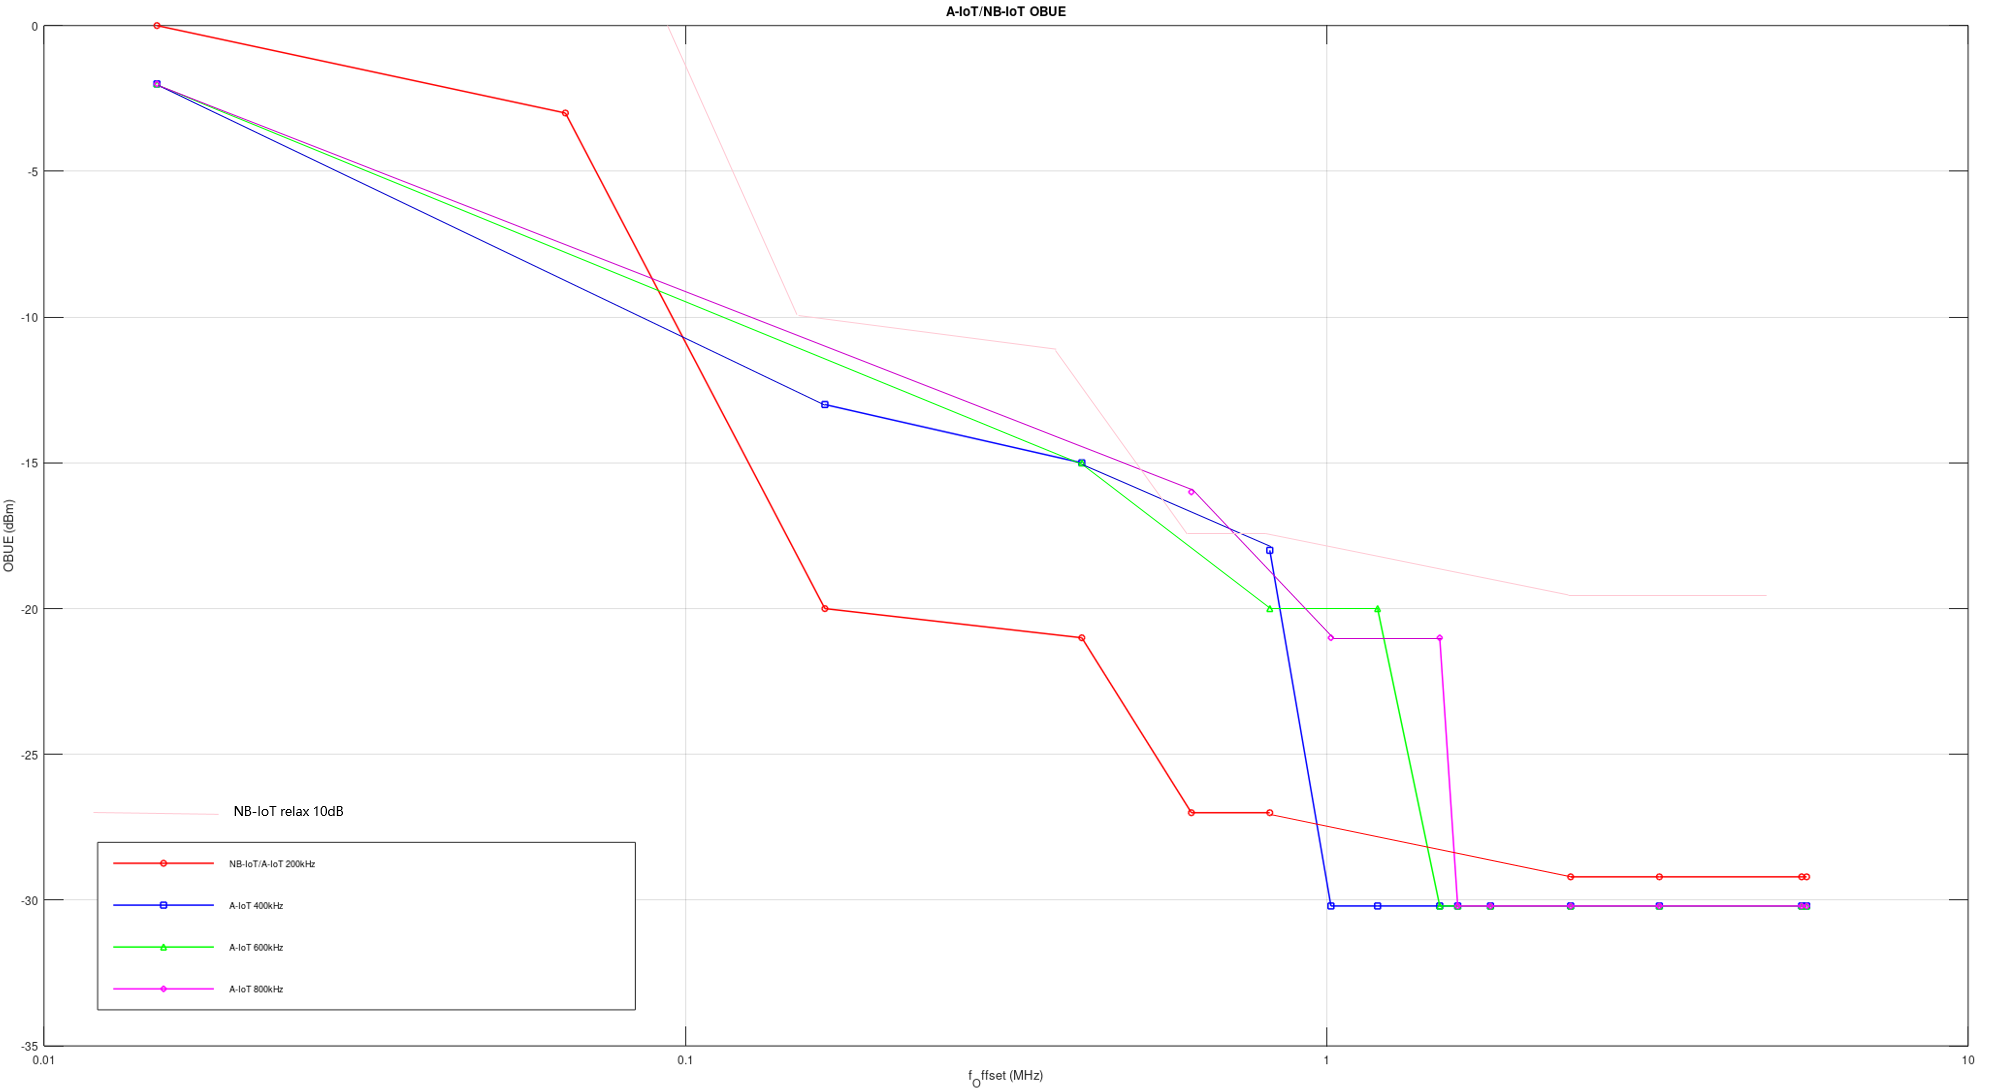 A-IoT/NB-IoT OBUE
0
-5
-10
-15
-20
-25
-30
-35
OBUE (dBm)
NB-IoT relax 10dB
NB-IoT/A-IoT 200kHz
A-IoT 400kHz
A-IoT 600kHz
A-IoT 800kHz
0.01 0.1 1 10
fOffset (MHz)